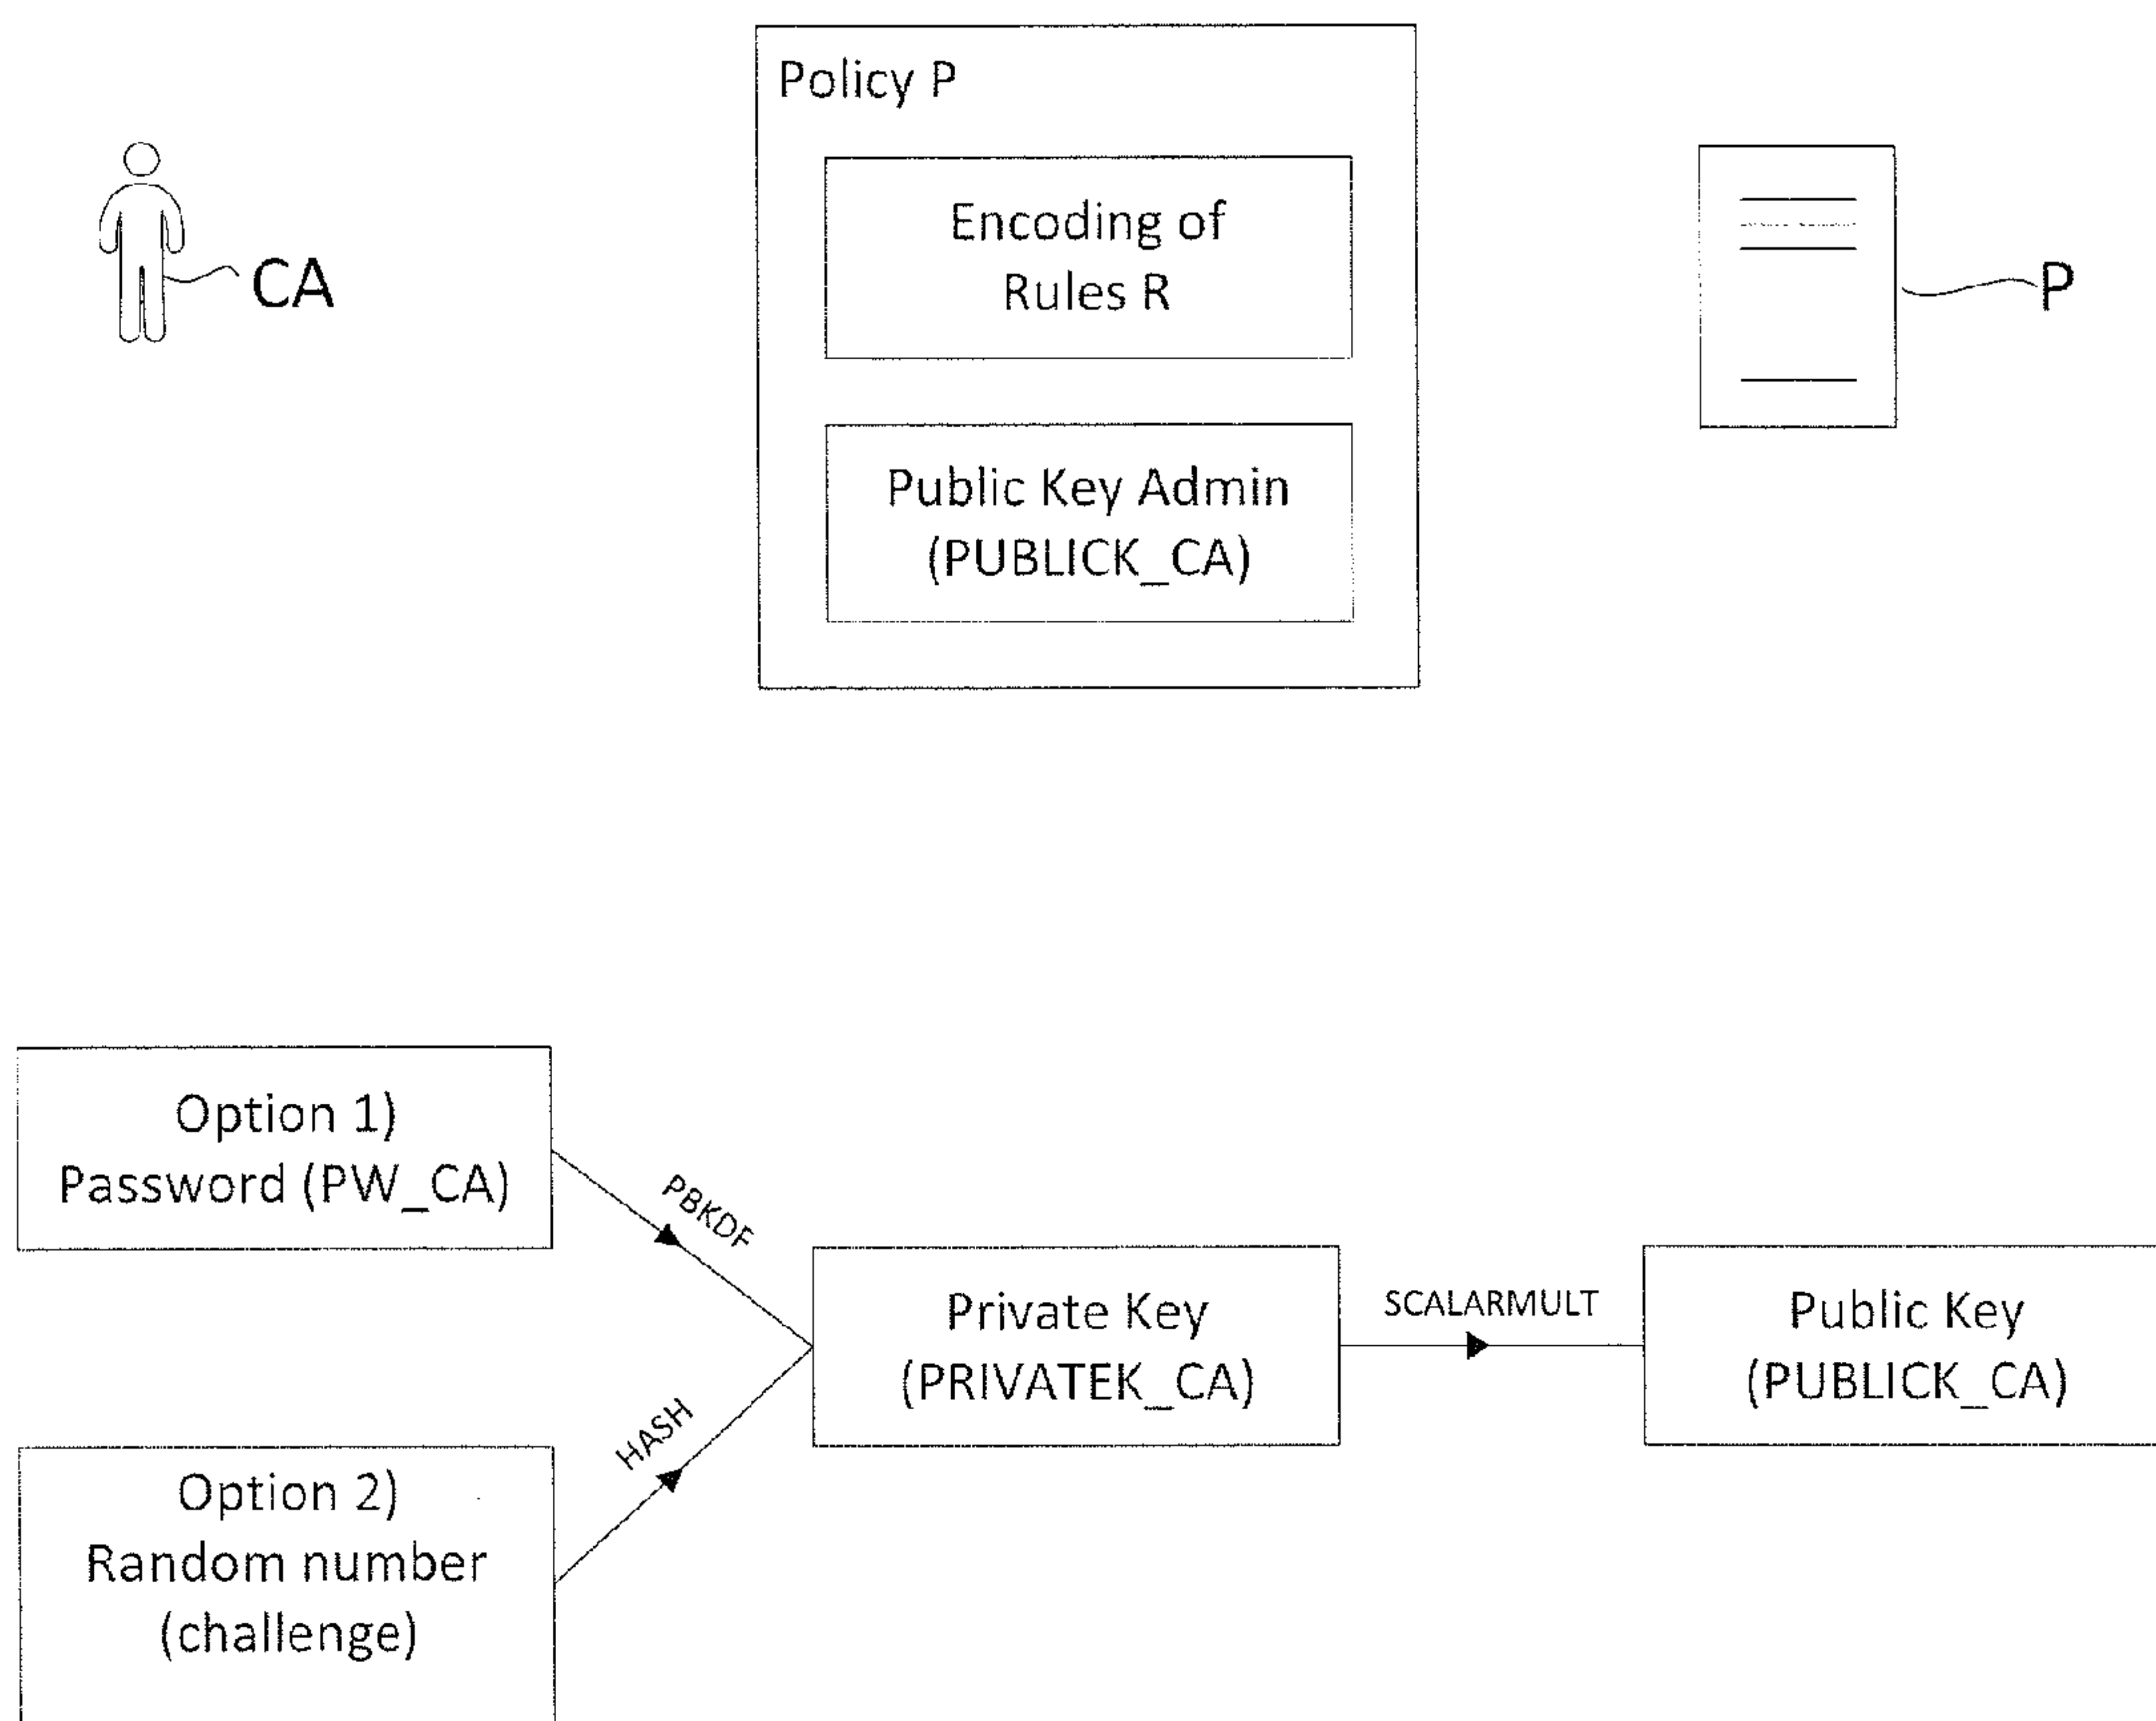 Policy P
Encoding of
Rules R
CA
P
Public Key Admin
(PUBLICK_CA)
Option 1)
Password (PW_CA)
PBKDF
Private Key
(PRIVATEK_CA)
SCALARMULT
Public Key
(PUBLICK_CA)
HASH
Option 2)
Random number
(challenge)